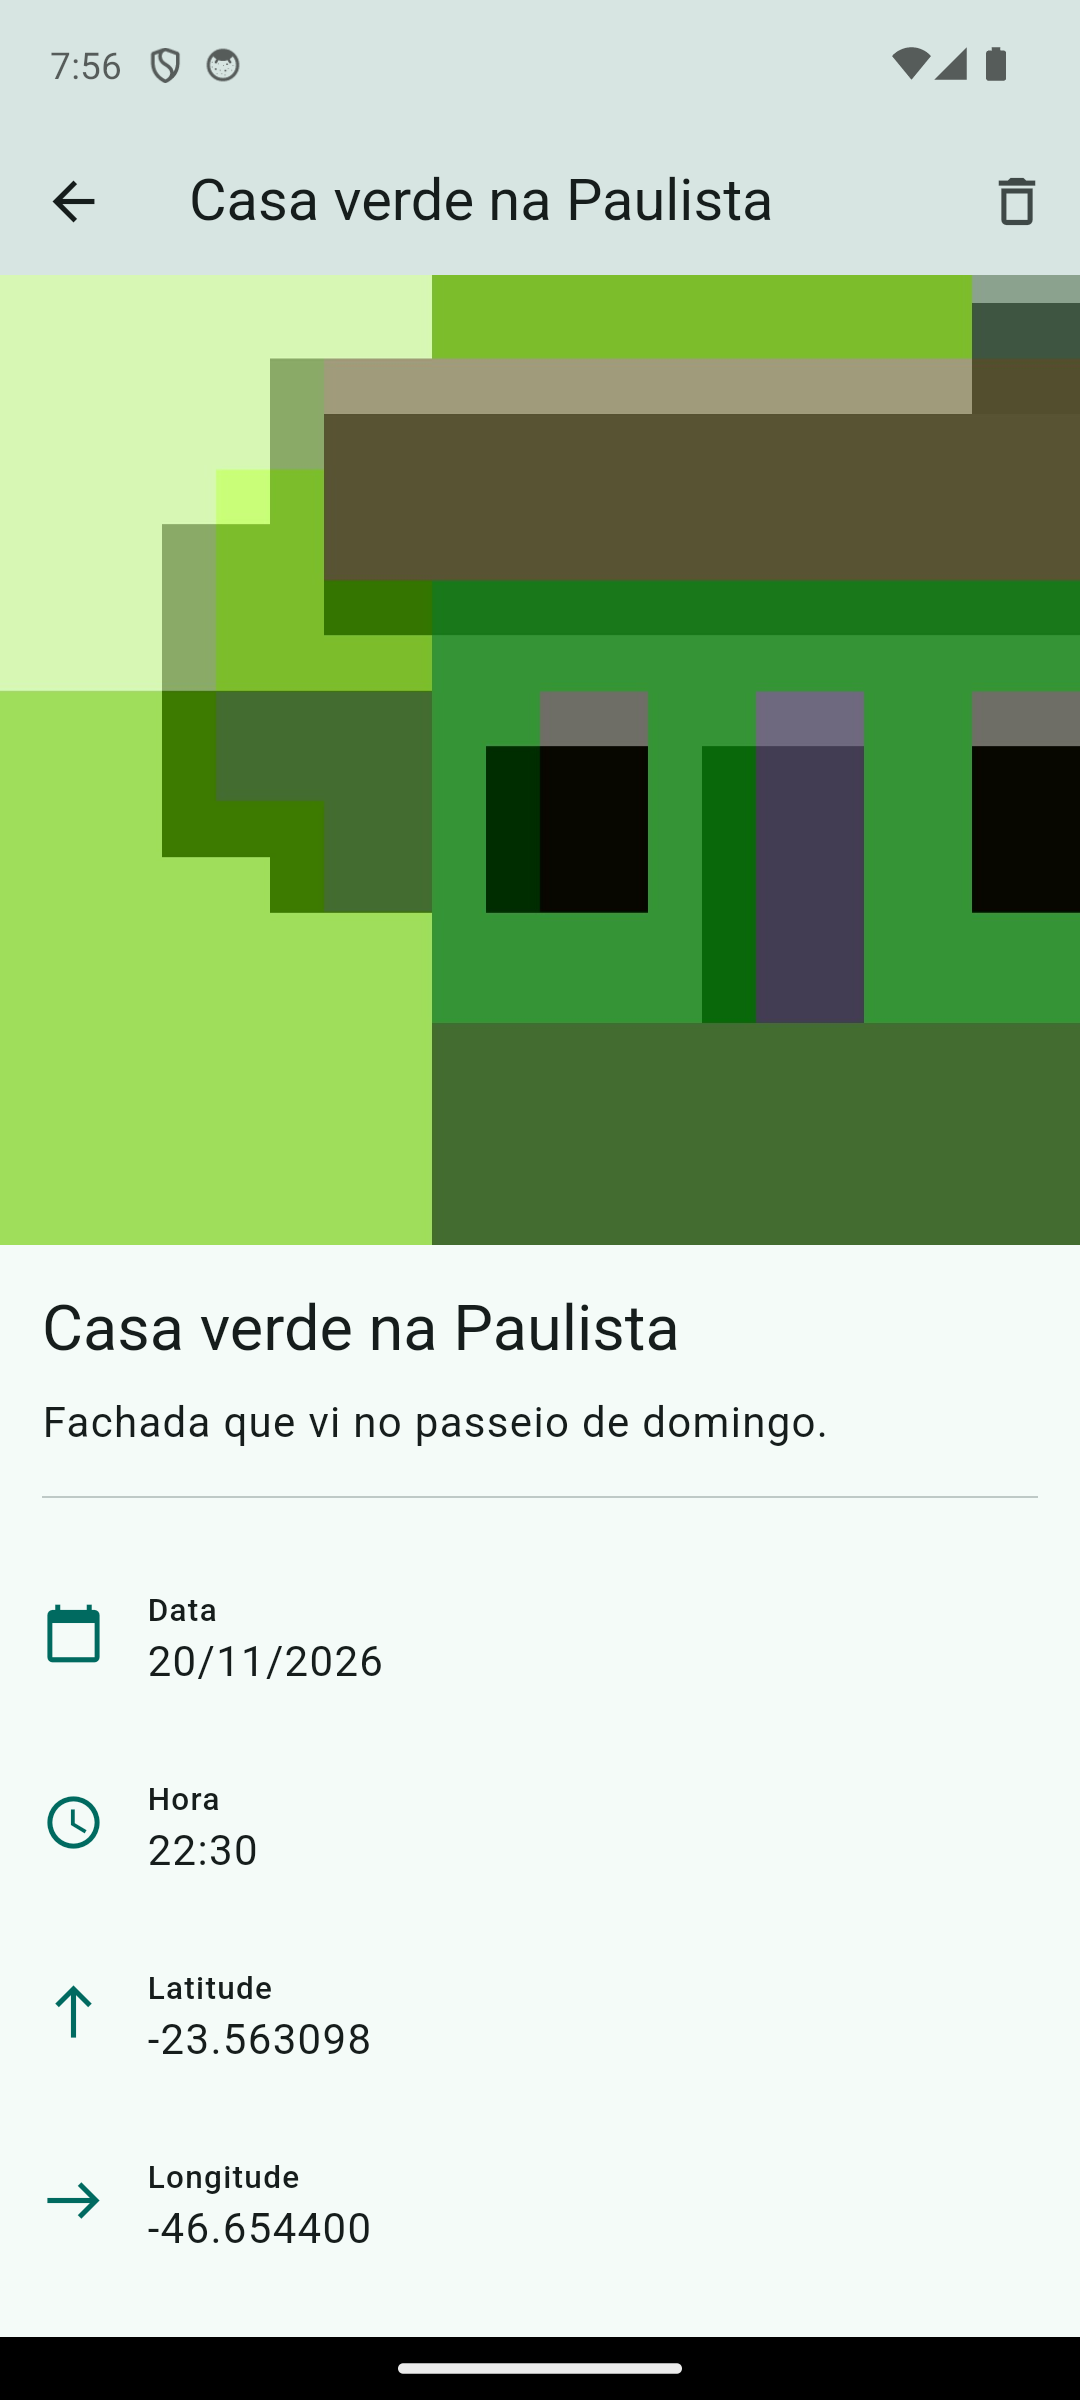 7:56
Casa verde na Paulista
Casa verde na Paulista
Fachada que vi no passeio de domingo.
Data
20/11/2026
Hora
22:30
Latitude
-23.563098
Longitude
-46.654400